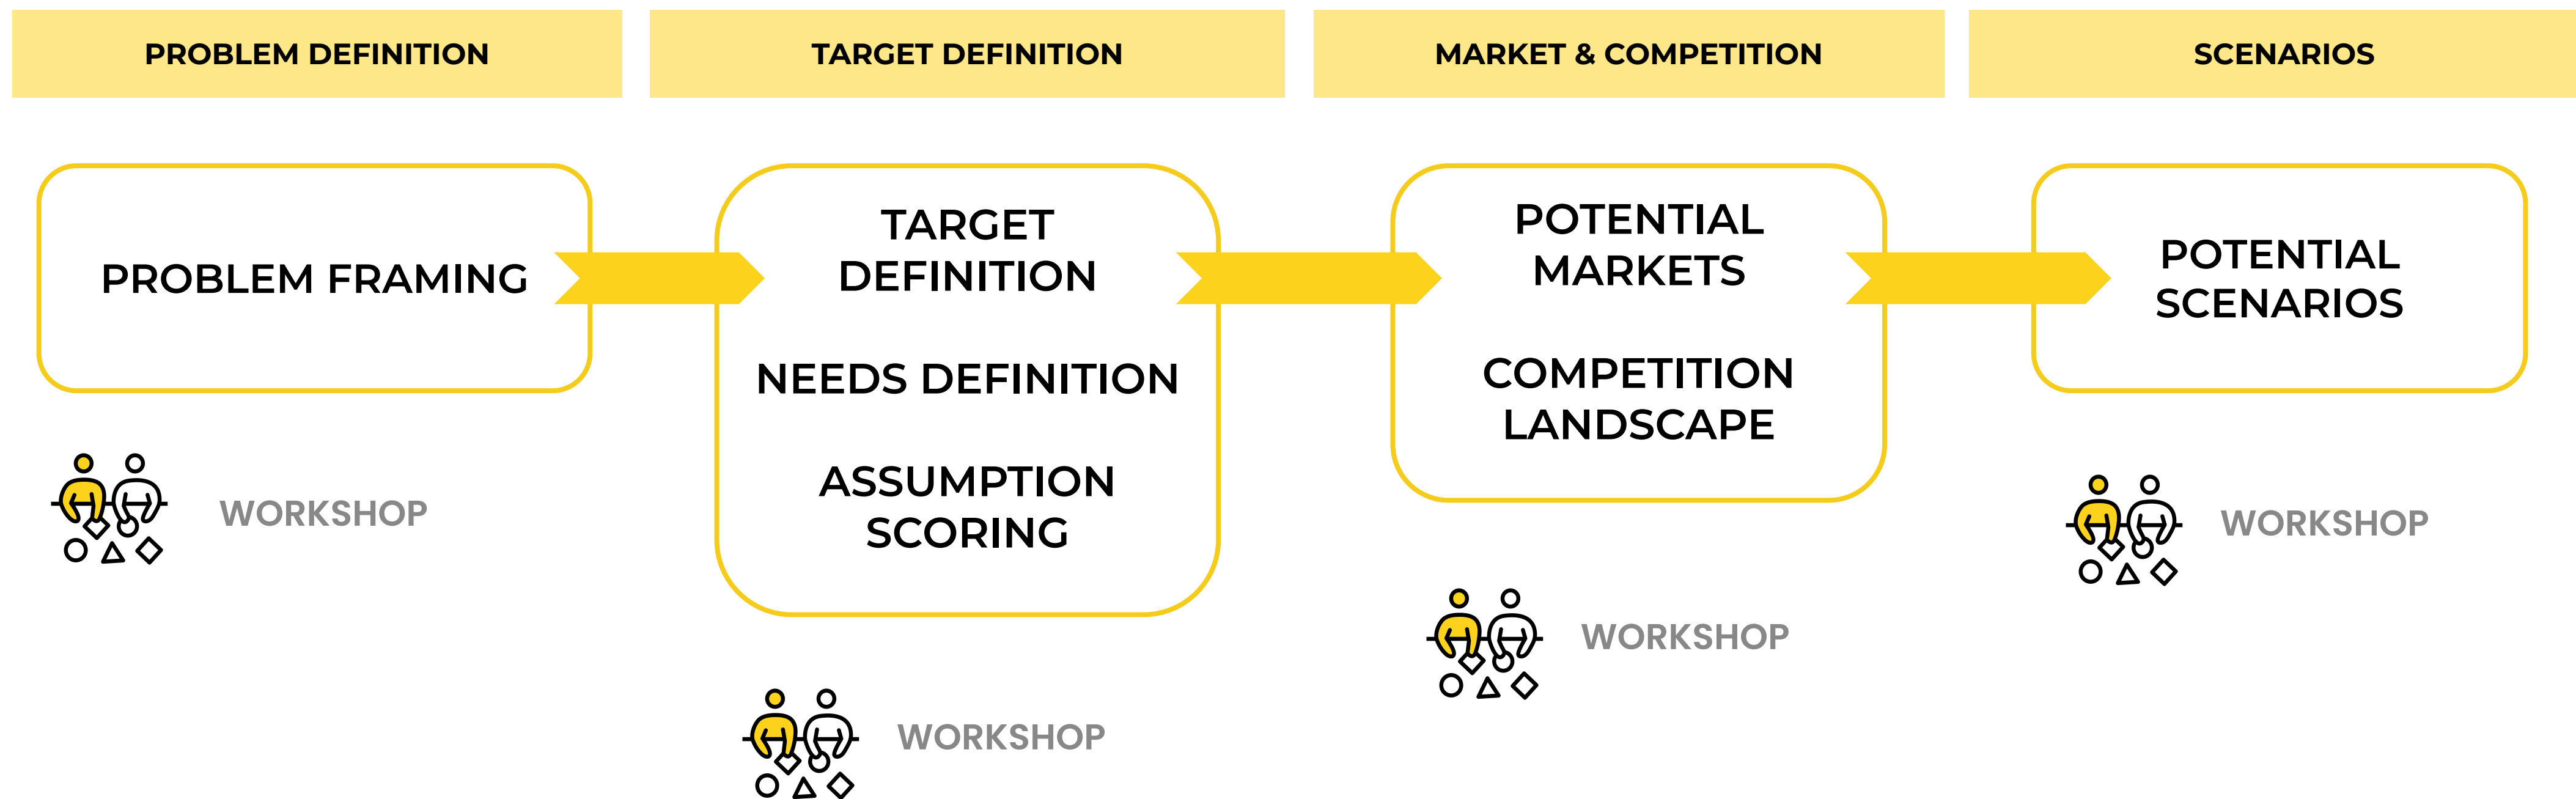 PROBLEM DEFINITION
TARGET DEFINITION
MARKET & COMPETITION
SCENARIOS
PROBLEM FRAMING
WORKSHOP
TARGET
DEFINITION
NEEDS DEFINITION
ASSUMPTION
SCORING
WORKSHOP
POTENTIAL
MARKETS
COMPETITION
LANDSCAPE
WORKSHOP
POTENTIAL
SCENARIOS
WORKSHOP